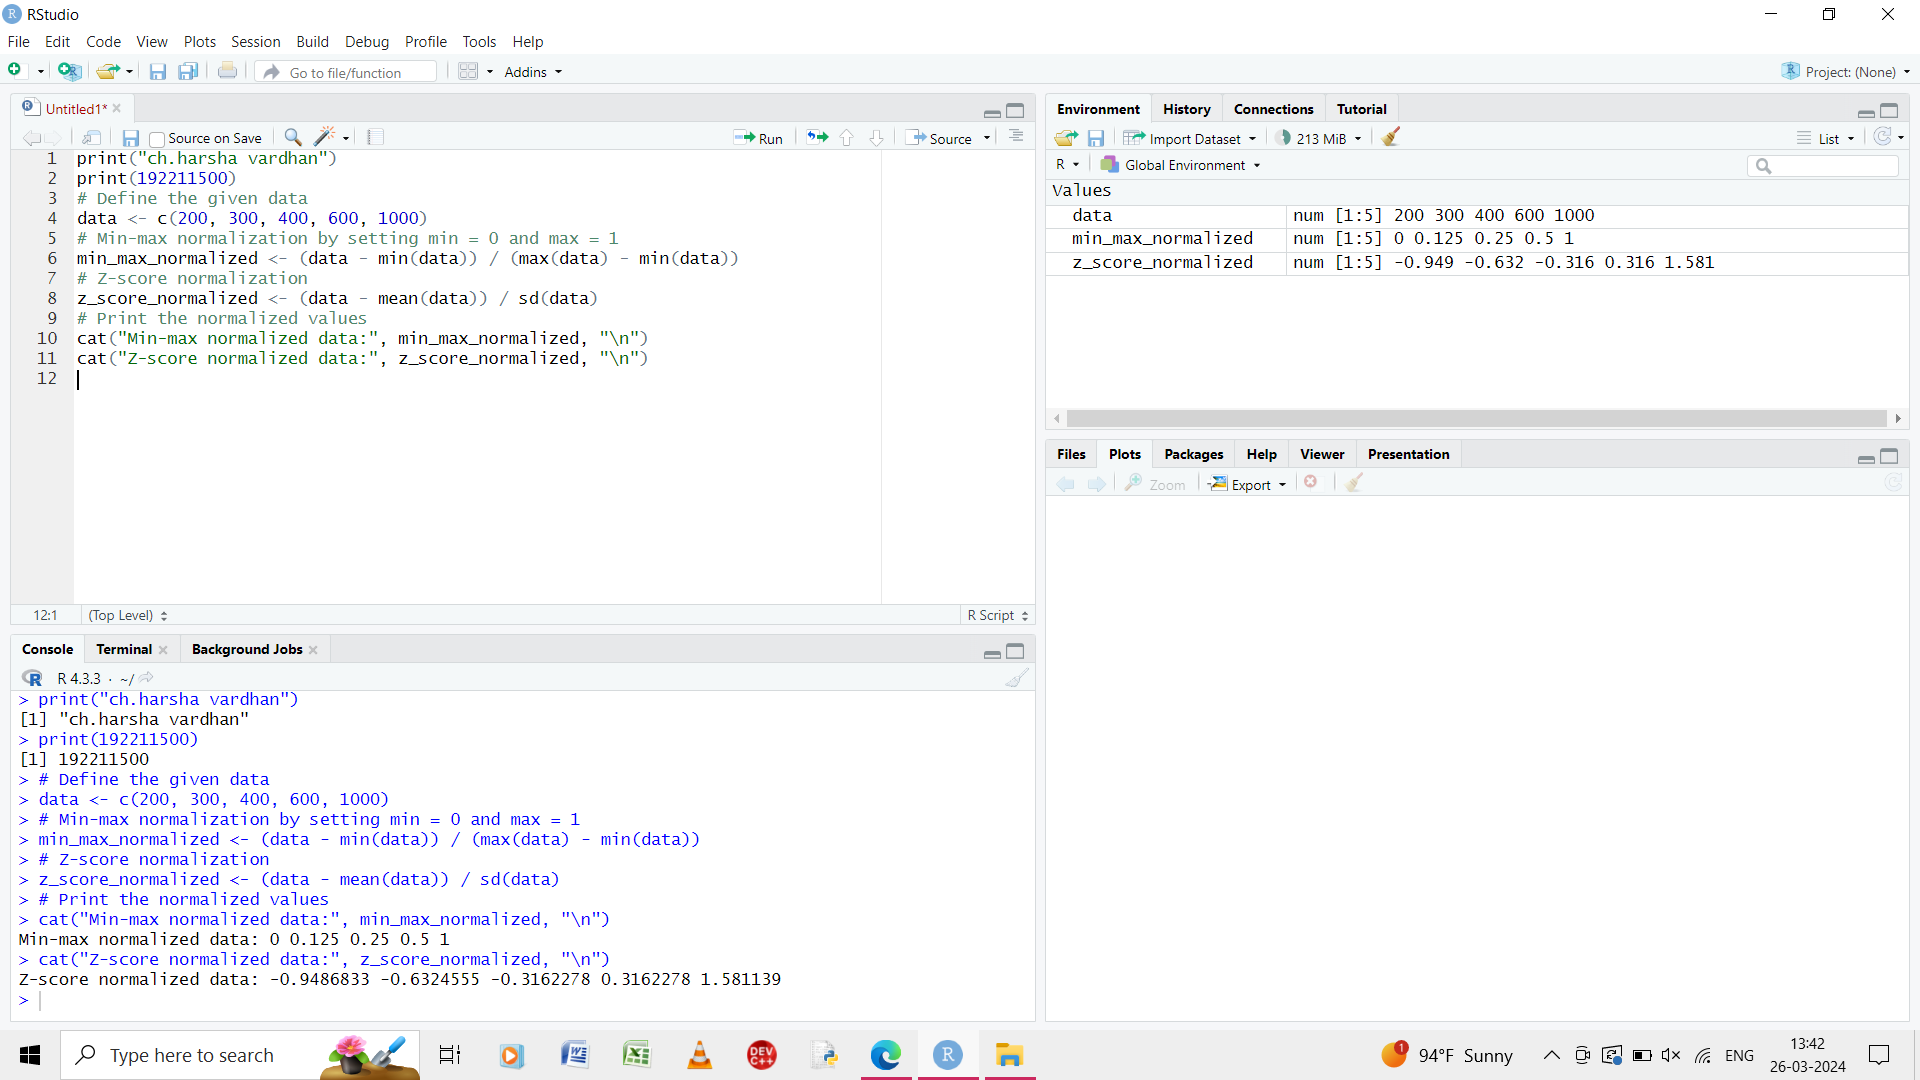 RStudio
File Edit Code View Plots Session Build Debug Profile Tools Help
Go to file/function Addins Project: (None)
Untitled1*
Source on Save Run Source
1 print("ch.harsha vardhan")
2 print(192211500)
3 # Define the given data
4 data <- c(200, 300, 400, 600, 1000)
5 # Min-max normalization by setting min = 0 and max = 1
6 min_max_normalized <- (data - min(data)) / (max(data) - min(data))
7 # Z-score normalization
8 z_score_normalized <- (data - mean(data)) / sd(data)
9 # Print the normalized values
10 cat("Min-max normalized data:", min_max_normalized, "\n")
11 cat("Z-score normalized data:", z_score_normalized, "\n")
12
12:1 (Top Level) R Script
Console Terminal Background Jobs
R 4.3.3 · ~/
> print("ch.harsha vardhan")
[1] "ch.harsha vardhan"
> print(192211500)
[1] 192211500
> # Define the given data
> data <- c(200, 300, 400, 600, 1000)
> # Min-max normalization by setting min = 0 and max = 1
> min_max_normalized <- (data - min(data)) / (max(data) - min(data))
> # Z-score normalization
> z_score_normalized <- (data - mean(data)) / sd(data)
> # Print the normalized values
> cat("Min-max normalized data:", min_max_normalized, "\n")
Min-max normalized data: 0 0.125 0.25 0.5 1
> cat("Z-score normalized data:", z_score_normalized, "\n")
Z-score normalized data: -0.9486833 -0.6324555 -0.3162278 0.3162278 1.581139
>
Environment History Connections Tutorial
Import Dataset 213 MiB List
R Global Environment
Values
data num [1:5] 200 300 400 600 1000
min_max_normalized num [1:5] 0 0.125 0.25 0.5 1
z_score_normalized num [1:5] -0.949 -0.632 -0.316 0.316 1.581
Files Plots Packages Help Viewer Presentation
Zoom Export
Type here to search
DEV C++
R
1
94°F Sunny
ENG
13:42
26-03-2024